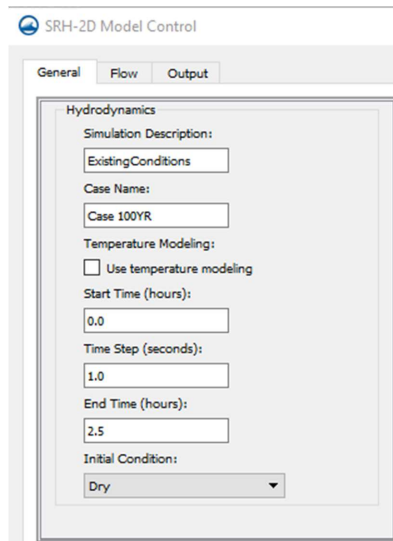 SRH-2D Model Control
General Flow Output
Hydrodynamics
Simulation Description:
ExistingConditions
Case Name:
Case 100YR
Temperature Modeling:
Use temperature modeling
Start Time (hours):
0.0
Time Step (seconds):
1.0
End Time (hours):
2.5
Initial Condition:
Dry